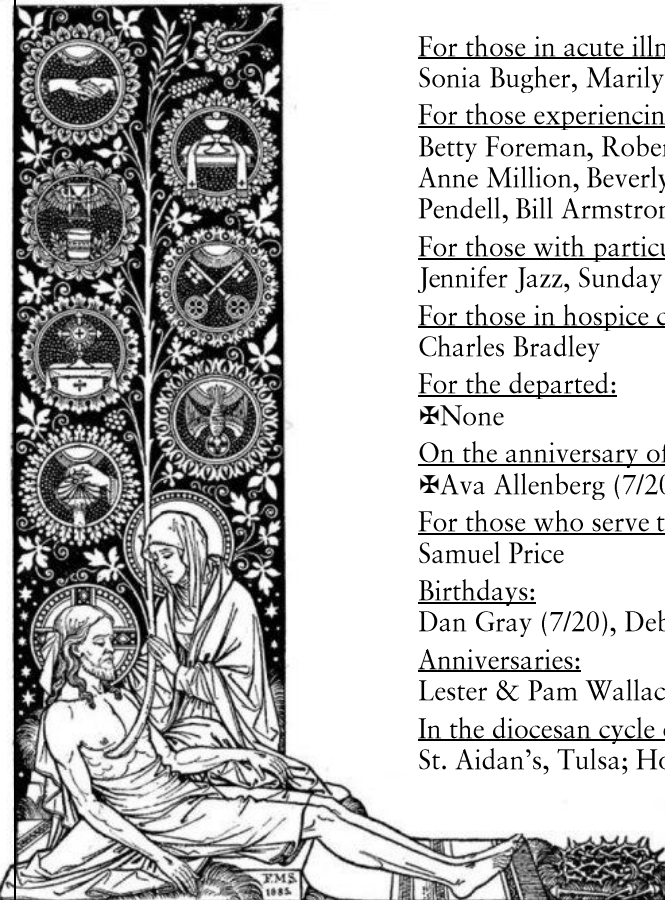 For those in acute illn
Sonia Bugher, Marily
For those experiencin
Betty Foreman, Rober
Anne Million, Beverly
Pendell, Bill Armstron
For those with particu
Jennifer Jazz, Sunday
For those in hospice c
Charles Bradley
For the departed:
✠None
On the anniversary of
✠Ava Allenberg (7/20
For those who serve t
Samuel Price
Birthdays:
Dan Gray (7/20), Deb
Anniversaries:
Lester & Pam Wallac
In the diocesan cycle o
St. Aidan’s, Tulsa; Ho
F.M.S.
1885.